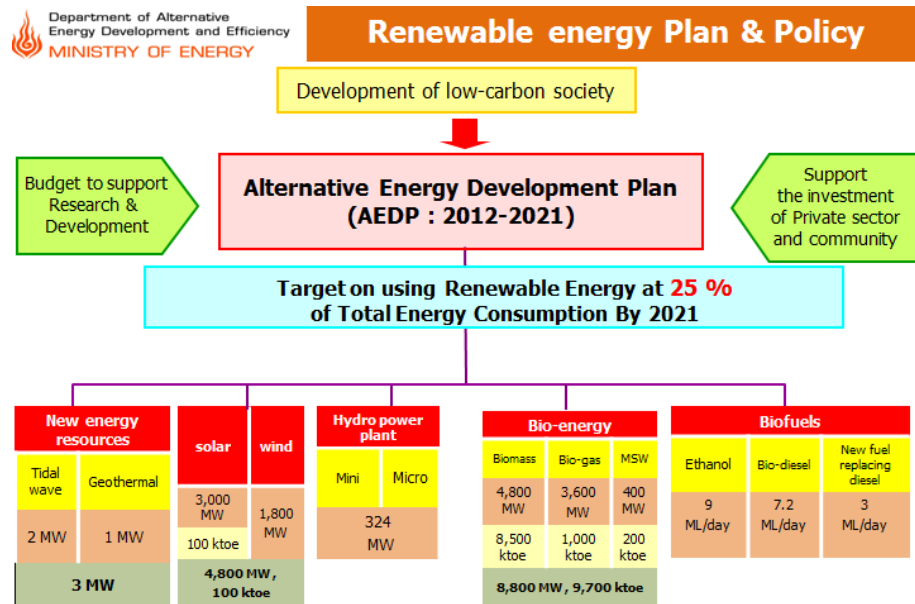 Department of Alternative
Energy Development and Efficiency
MINISTRY OF ENERGY
Renewable energy Plan & Policy
Development of low-carbon society
Budget to support
Research &
Development
Alternative Energy Development Plan
(AEDP : 2012-2021)
Support
the investment
of Private sector
and community
Target on using Renewable Energy at 25 %
of Total Energy Consumption By 2021
New energy
resources
Tidal
wave
Geothermal
2 MW
1 MW
3 MW
solar
wind
3,000
MW
1,800
MW
100 ktoe
4,800 MW ,
100 ktoe
Hydro power
plant
Mini
Micro
324
MW
Bio-energy
Biomass
Bio-gas
MSW
4,800
MW
3,600
MW
400
MW
8,500
ktoe
1,000
ktoe
200
ktoe
8,800 MW , 9,700 ktoe
Biofuels
Ethanol
Bio-diesel
New fuel
replacing
diesel
9
ML/day
7.2
ML/day
3
ML/day